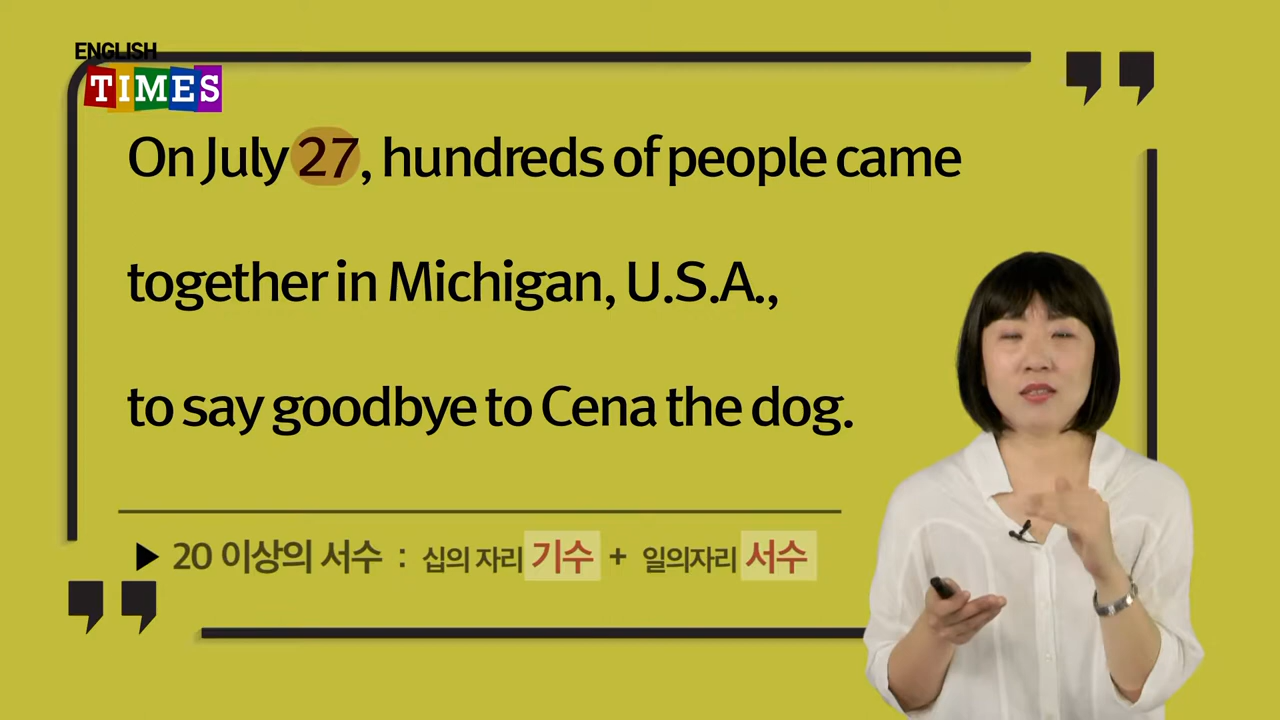 ENGLISH
TIMES
On July 27, hundreds of people came
together in Michigan, U.S.A.,
to say goodbye to Cena the dog.
▶ 20 이상의 서수 : 십의 자리 기수 + 일의자리 서수